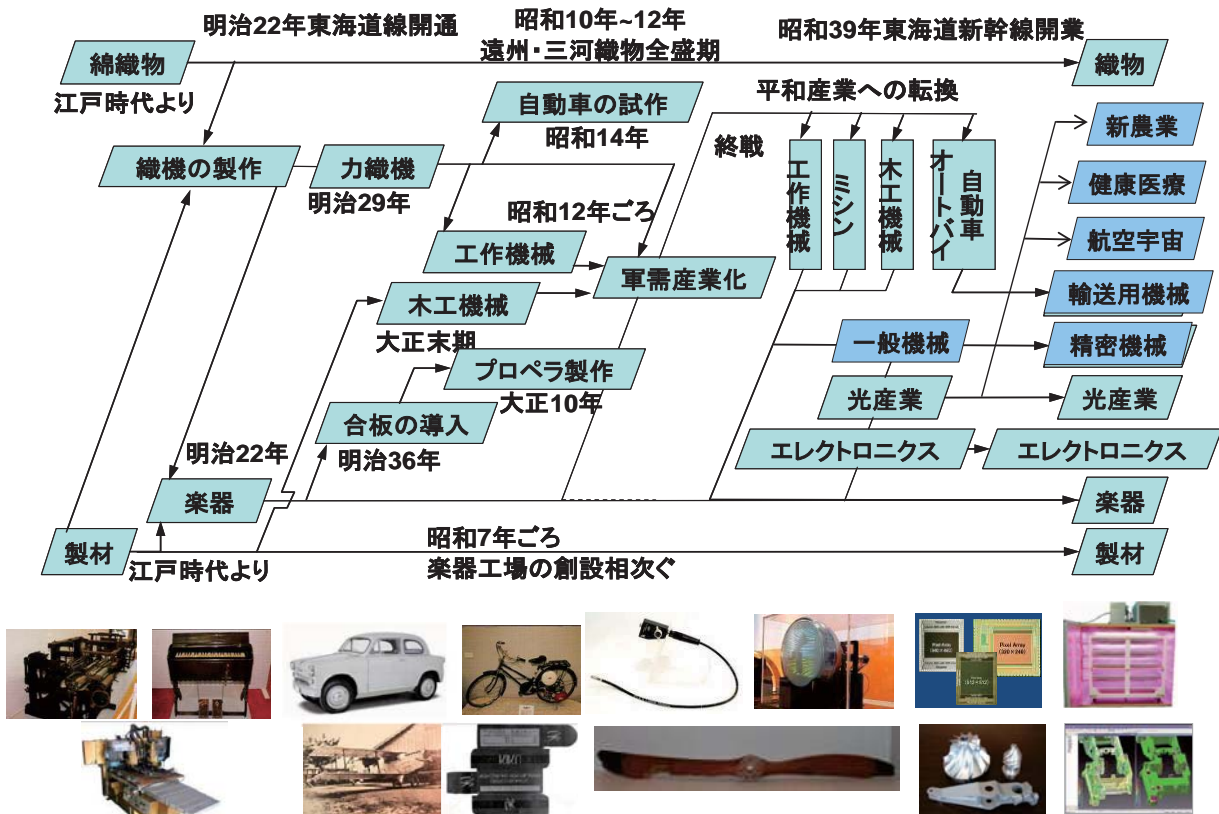 明治22年東海道線開通
昭和10年~12年
遠州・三河織物全盛期
昭和39年東海道新幹線開業
綿織物
江戸時代より
織物
自動車の試作
昭和14年
平和産業への転換
終戦
新農業
織機の製作
力織機
明治29年
工作機械
ミシン
木工機械
オートバイ
自動車
健康医療
昭和12年ごろ
航空宇宙
工作機械
軍需産業化
木工機械
大正末期
輸送用機械
一般機械
精密機械
プロペラ製作
大正10年
光産業
光産業
合板の導入
明治36年
エレクトロニクス
エレクトロニクス
明治22年
楽器
楽器
製材
江戸時代より
昭和7年ごろ
楽器工場の創設相次ぐ
製材
Pixel Array
Pixel Array
(320×240)